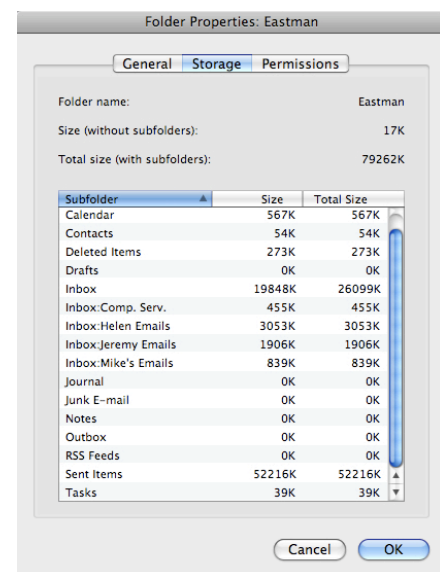 Folder Properties: Eastman
General Storage Permissions
Folder name: Eastman
Size (without subfolders): 17K
Total size (with subfolders): 79262K
Subfolder Size Total Size
Calendar 567K 567K
Contacts 54K 54K
Deleted Items 273K 273K
Drafts 0K 0K
Inbox 19848K 26099K
Inbox:Comp. Serv. 455K 455K
Inbox:Helen Emails 3053K 3053K
Inbox:Jeremy Emails 1906K 1906K
Inbox:Mike's Emails 839K 839K
Journal 0K 0K
Junk E-mail 0K 0K
Notes 0K 0K
Outbox 0K 0K
RSS Feeds 0K 0K
Sent Items 52216K 52216K
Tasks 39K 39K
Cancel OK